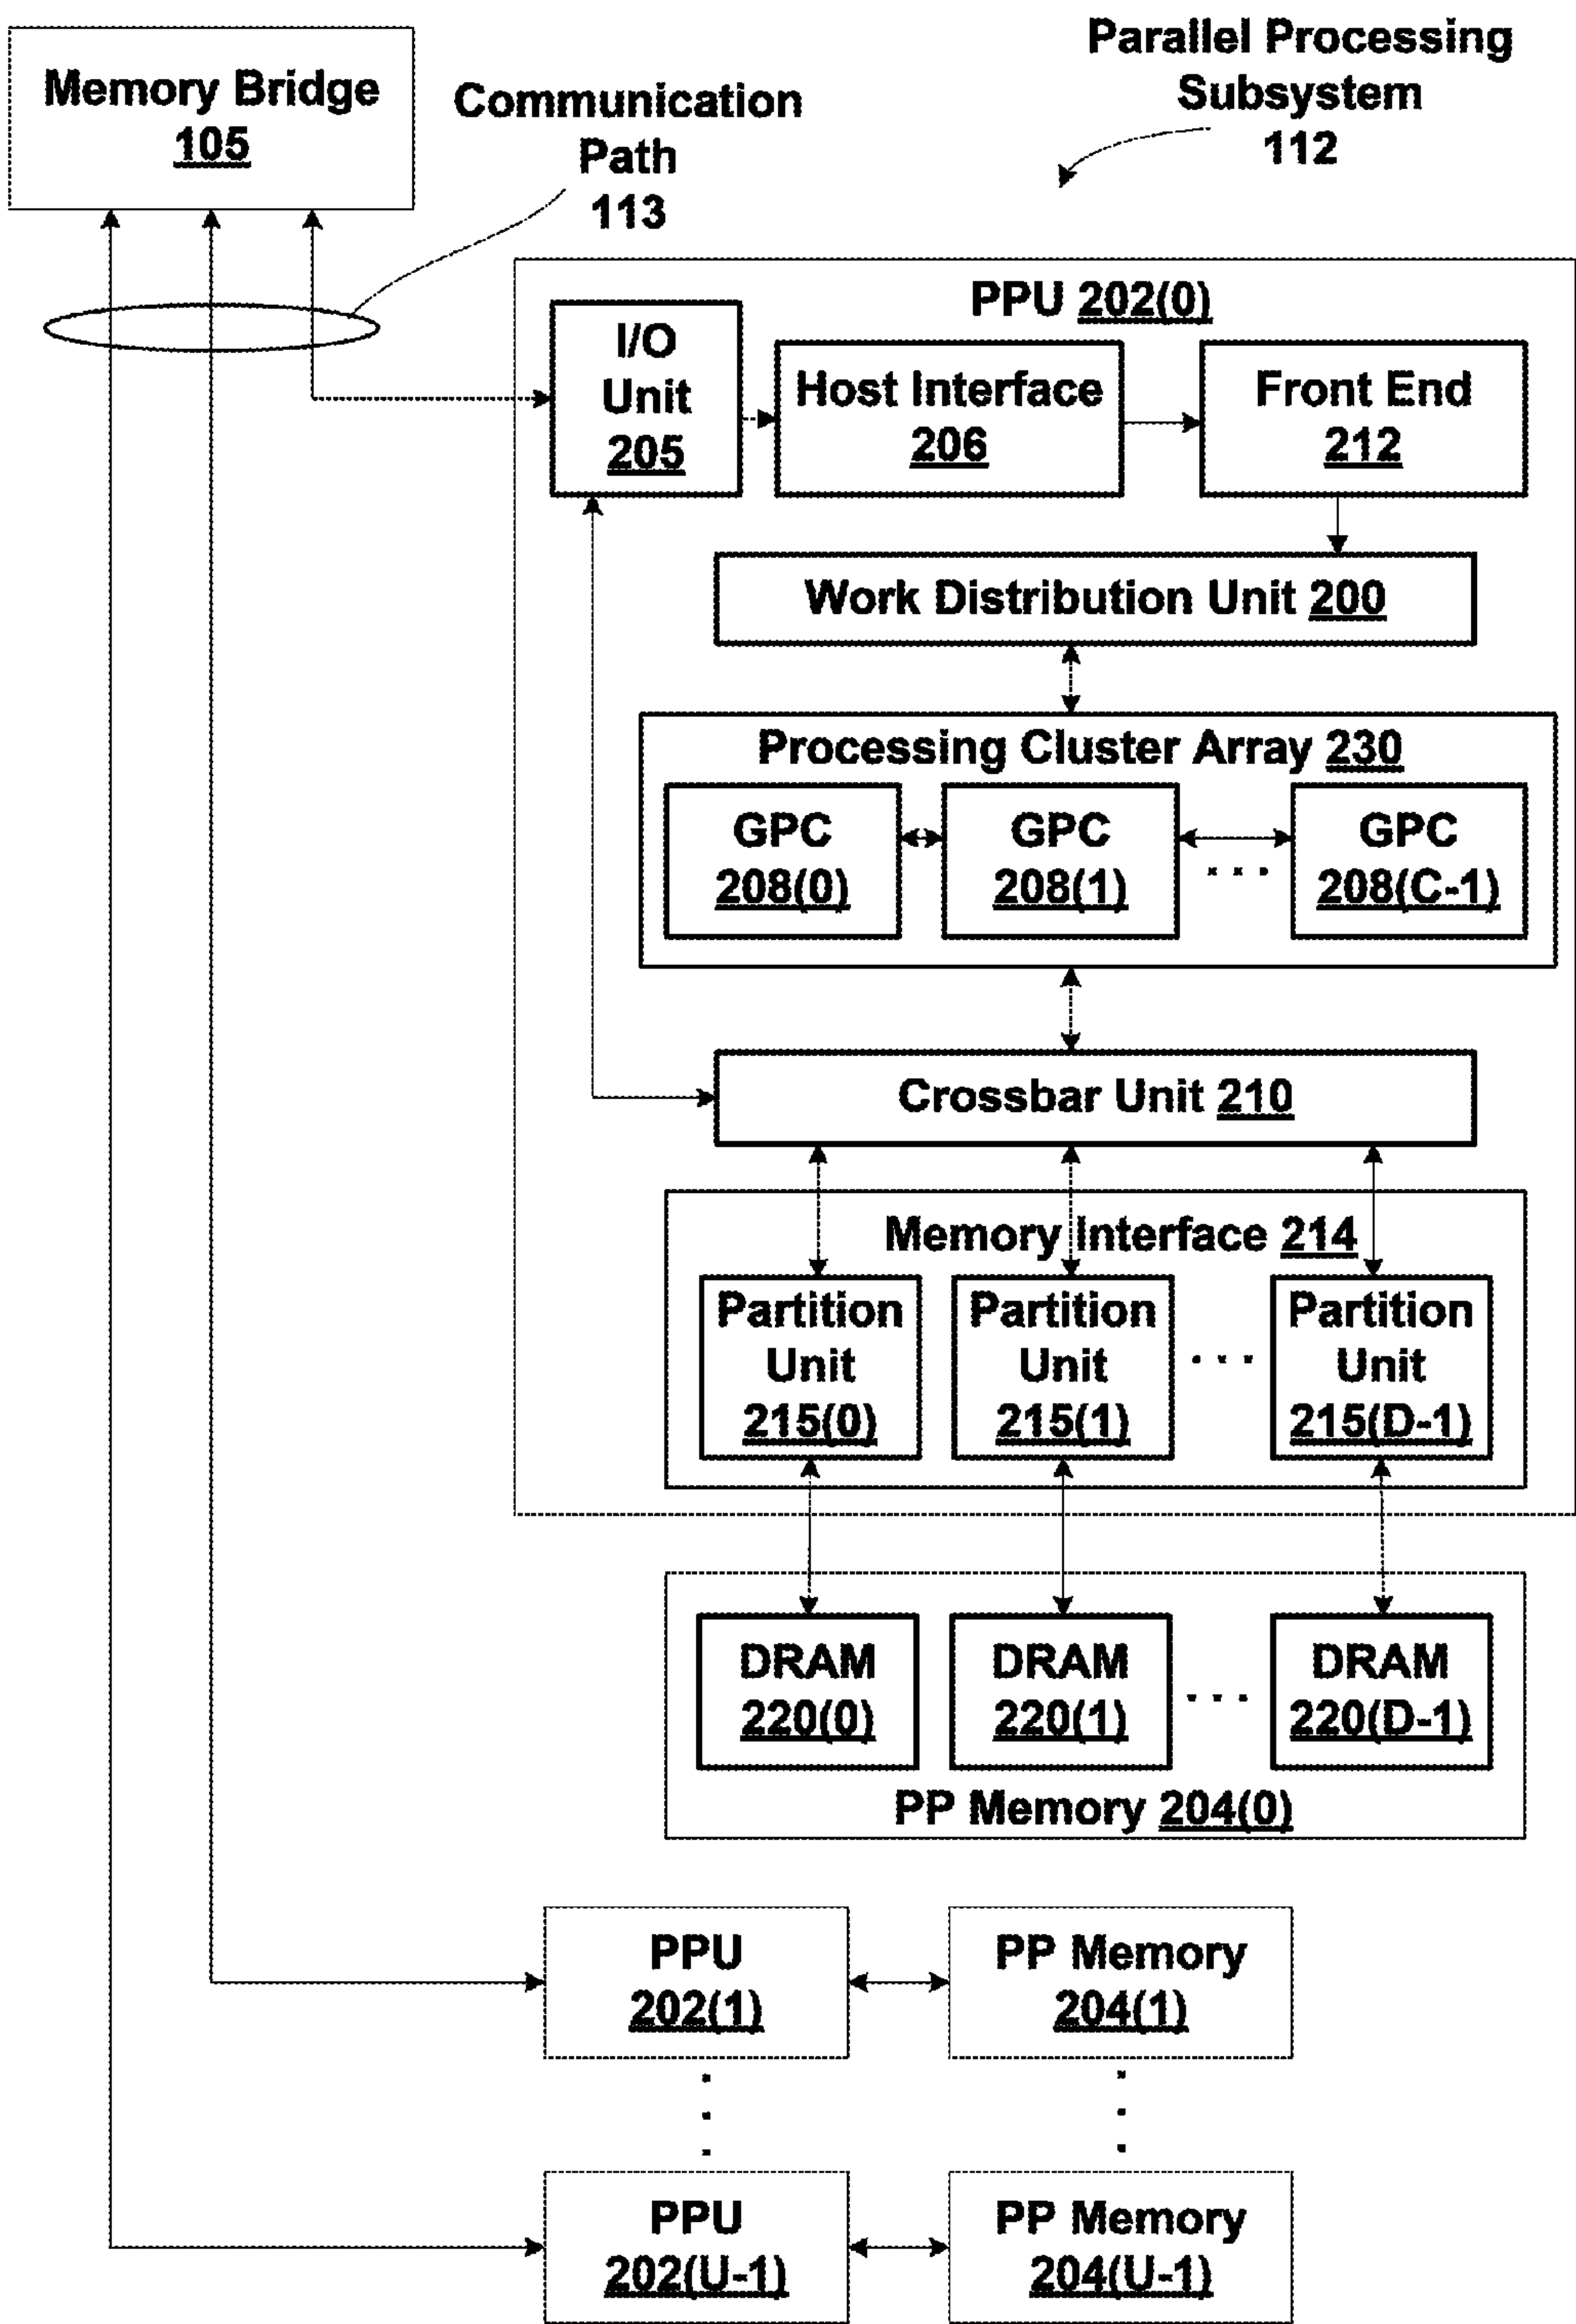 Memory Bridge
105
Communication
Path
113
Parallel Processing
Subsystem
112
PPU 202(0)
I/O
Unit
205
Host Interface
206
Front End
212
Work Distribution Unit 200
Processing Cluster Array 230
GPC
208(0)
GPC
208(1)
. . .
GPC
208(C-1)
Crossbar Unit 210
Memory Interface 214
Partition
Unit
215(0)
Partition
Unit
215(1)
. . .
Partition
Unit
215(D-1)
DRAM
220(0)
DRAM
220(1)
. . .
DRAM
220(D-1)
PP Memory 204(0)
PPU
202(1)
PP Memory
204(1)
PPU
202(U-1)
PP Memory
204(U-1)